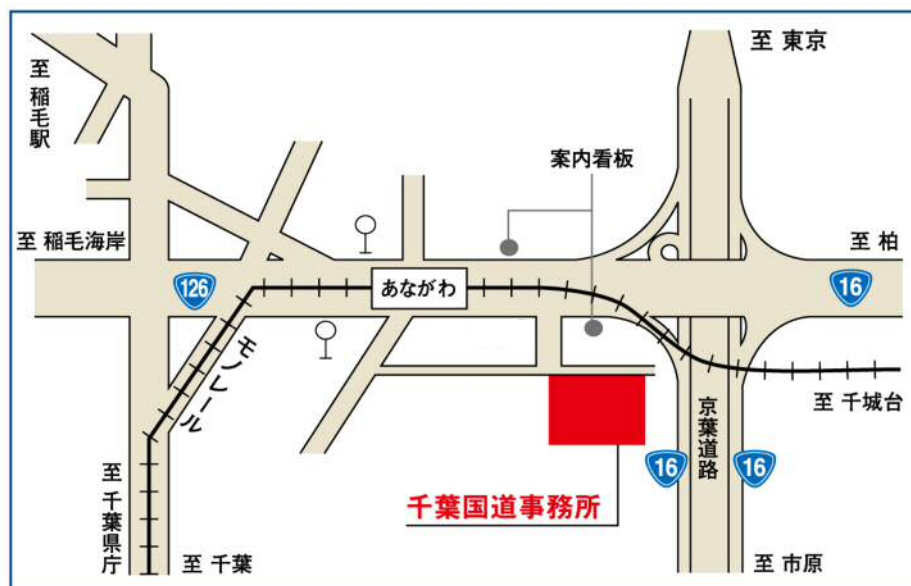 至 東京
至 稲毛駅
案内看板
至 稲毛海岸
至 柏
126
あながわ
16
モノレール
至 千城台
京葉道路
16
16
至 千葉県庁
千葉国道事務所
至 千葉
至 市原